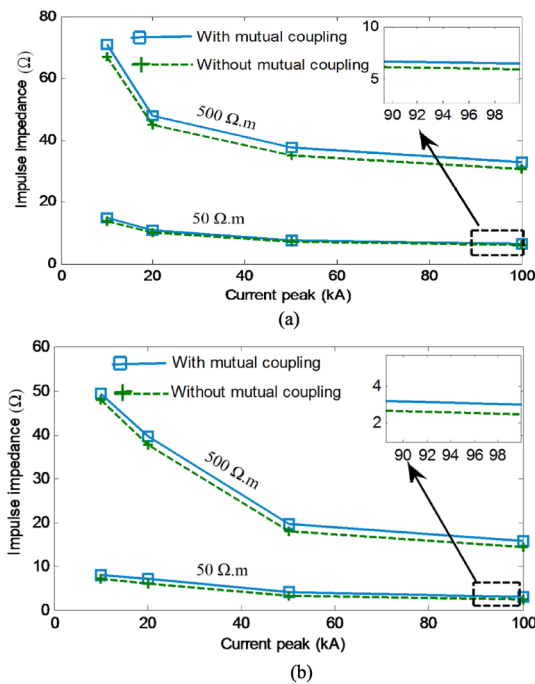 80
60
40
20
0
Impulse Impedance (Ω)
With mutual coupling
Without mutual coupling
500 Ω.m
50 Ω.m
10
5
90 92 94 96 98
0 20 40 60 80 100
Current peak (kA)
(a)
60
50
40
30
20
10
0
Impulse impedance (Ω)
With mutual coupling
Without mutual coupling
500 Ω.m
50 Ω.m
4
2
90 92 94 96 98
20 40 60 80 100
Current peak (kA)
(b)